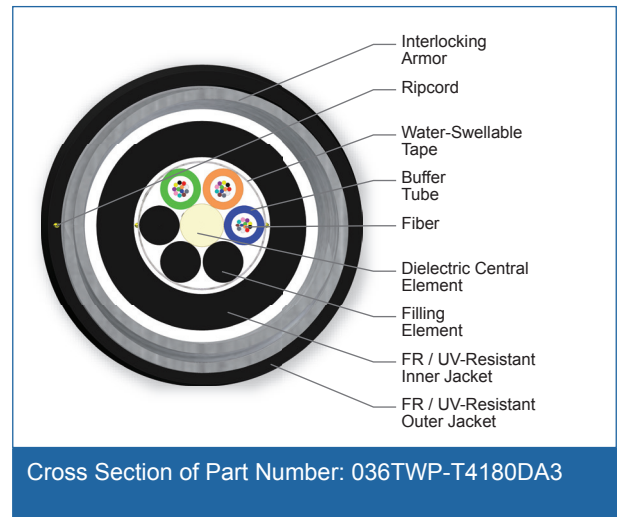 Interlocking
Armor
Ripcord
Water-Swellable
Tape
Buffer
Tube
Fiber
Dielectric Central
Element
Filling
Element
FR / UV-Resistant
Inner Jacket
FR / UV-Resistant
Outer Jacket
Cross Section of Part Number: 036TWP-T4180DA3